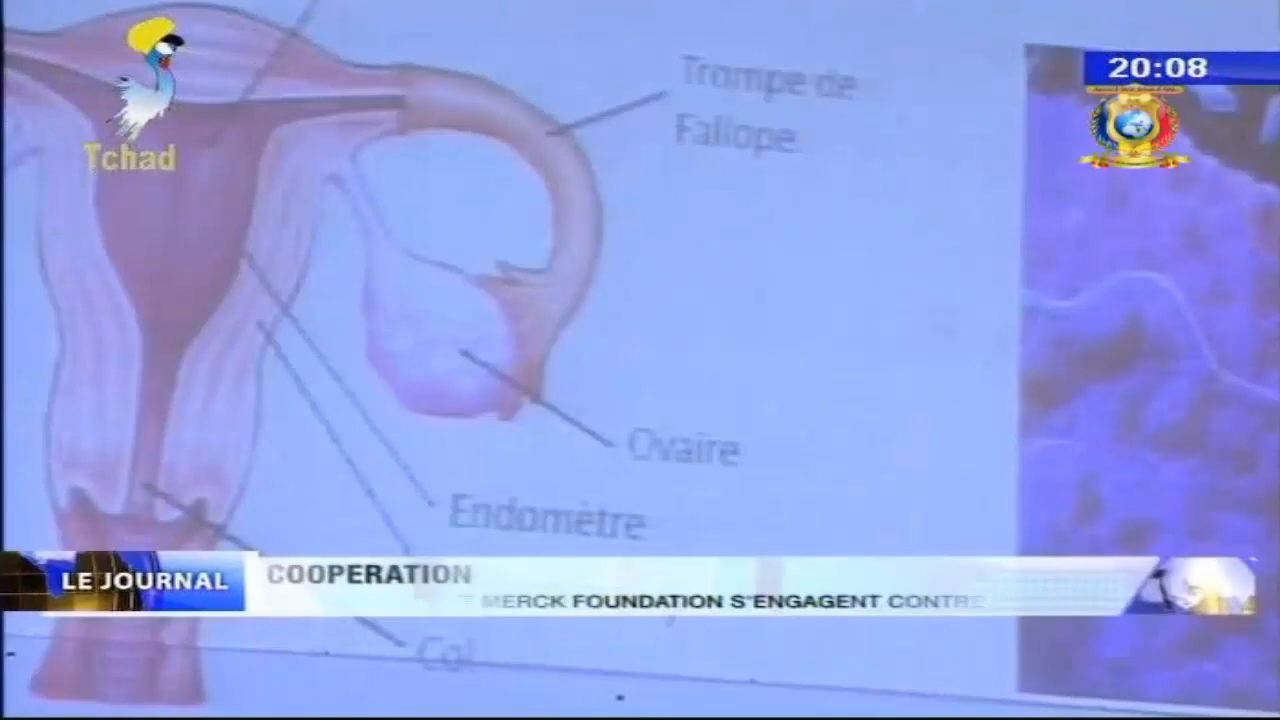 20:08
Tchad
Trompe de
Fallope
Ovaire
Endomètre
LE JOURNAL
COOPERATION
MERCK FOUNDATION S'ENGAGENT CONTRE
Col